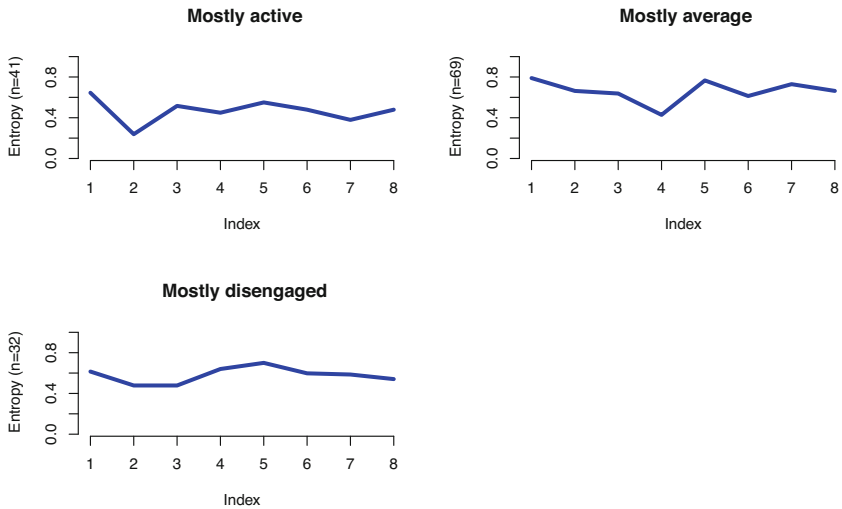 Mostly active
Entropy (n=41)
0.0 0.4 0.8
1 2 3 4 5 6 7 8
Index
Mostly average
Entropy (n=69)
0.0 0.4 0.8
1 2 3 4 5 6 7 8
Index
Mostly disengaged
Entropy (n=32)
0.0 0.4 0.8
1 2 3 4 5 6 7 8
Index